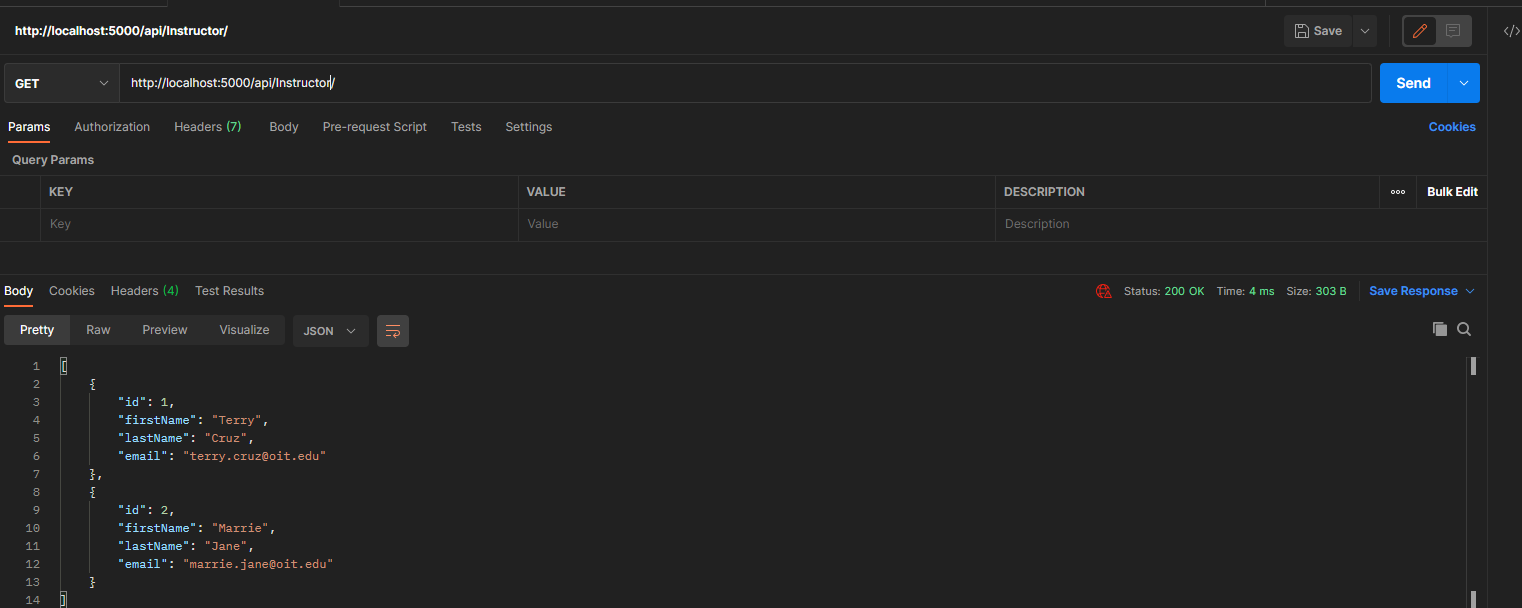 http://localhost:5000/api/Instructor/
Save
GET http://localhost:5000/api/Instructor/ Send
Params Authorization Headers (7) Body Pre-request Script Tests Settings Cookies
Query Params
KEY VALUE DESCRIPTION ooo Bulk Edit
Key Value Description
Body Cookies Headers (4) Test Results Status: 200 OK Time: 4 ms Size: 303 B Save Response
Pretty Raw Preview Visualize JSON
1 [
2 {
3 "id": 1,
4 "firstName": "Terry",
5 "lastName": "Cruz",
6 "email": "terry.cruz@oit.edu"
7 },
8 {
9 "id": 2,
10 "firstName": "Marrie",
11 "lastName": "Jane",
12 "email": "marrie.jane@oit.edu"
13 }
14 ]